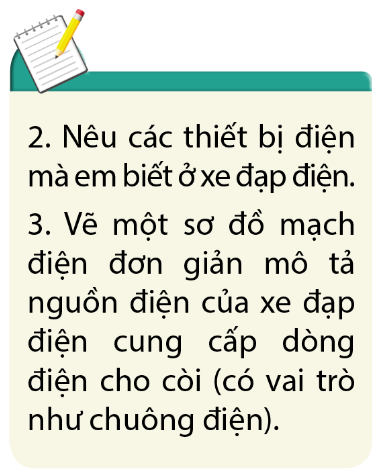 2. Nêu các thiết bị điện
mà em biết ở xe đạp điện.
3. Vẽ một sơ đồ mạch
điện đơn giản mô tả
nguồn điện của xe đạp
điện cung cấp dòng
điện cho còi (có vai trò
như chuông điện).